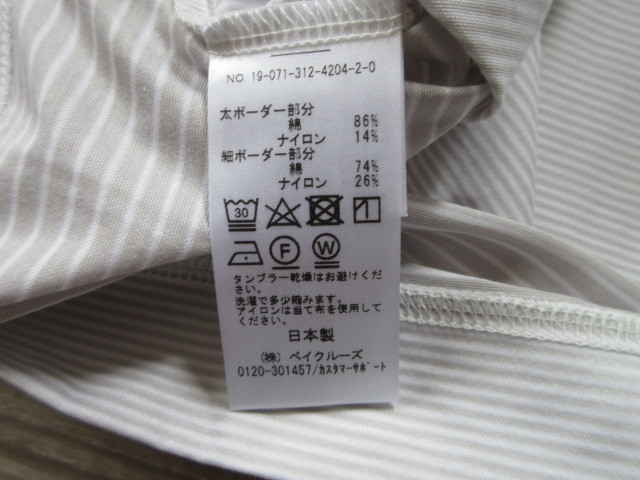 NO. 19-071-312-4204-2-0
太ボーダー部分
綿 86%
ナイロン 14%
細ボーダー部分
綿 74%
ナイロン 26%
30
F W
タンブラー乾燥はお避けくだ
さい。
洗濯で多少縮みます。
アイロンは当て布を使用して
ください。
日本製
(株) ベイクルーズ
0120-301457/カスタマーサポート